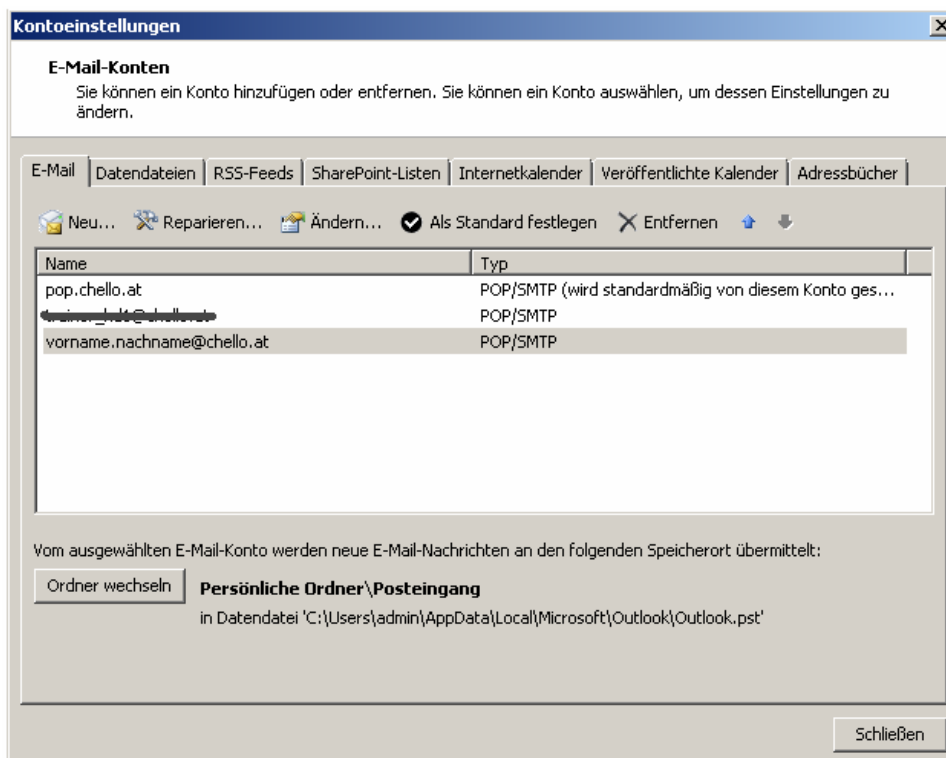 Kontoeinstellungen
E-Mail-Konten
Sie können ein Konto hinzufügen oder entfernen. Sie können ein Konto auswählen, um dessen Einstellungen zu
ändern.
E-Mail Datendateien RSS-Feeds SharePoint-Listen Internetkalender Veröffentlichte Kalender Adressbücher
Neu... Reparieren... Ändern... Als Standard festlegen Entfernen
Name Typ
pop.chello.at POP/SMTP (wird standardmäßig von diesem Konto ges...
POP/SMTP
vorname.nachname@chello.at POP/SMTP
Vom ausgewählten E-Mail-Konto werden neue E-Mail-Nachrichten an den folgenden Speicherort übermittelt:
Ordner wechseln Persönliche Ordner\Posteingang
in Datendatei 'C:\Users\admin\AppData\Local\Microsoft\Outlook\Outlook.pst'
Schließen